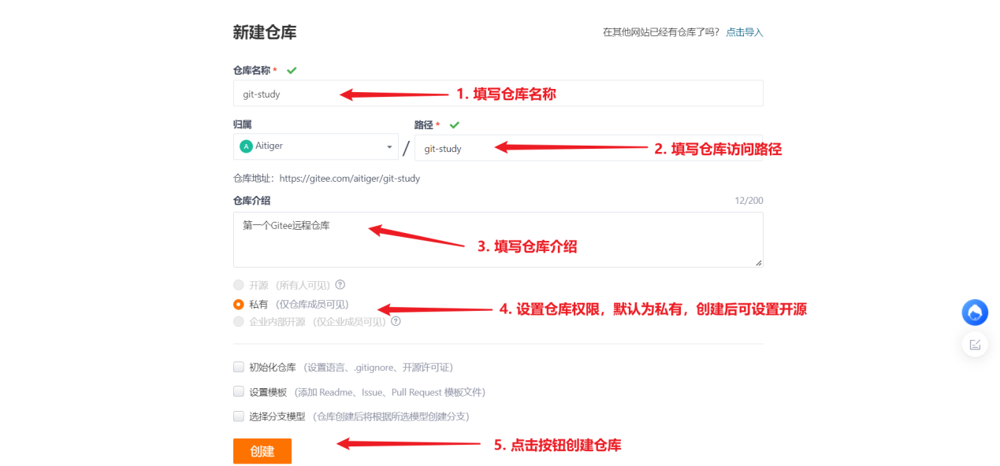 新建仓库
在其他网站已经有仓库了吗? 点击导入
仓库名称 *
git-study
1. 填写仓库名称
归属
路径 *
A Aitiger
/
git-study
2. 填写仓库访问路径
仓库地址：https://gitee.com/aitiger/git-study
仓库介绍
12/200
第一个Gitee远程仓库
3. 填写仓库介绍
开源 （所有人可见） ?
私有 （仅仓库成员可见）
4. 设置仓库权限，默认为私有，创建后可设置开源
企业内部开源 （仅企业成员可见） ?
初始化仓库 （设置语言、.gitignore、开源许可证）
设置模板 （添加 Readme、Issue、Pull Request 模板文件）
选择分支模型 （仓库创建后将根据所选模型创建分支）
创建
5. 点击按钮创建仓库